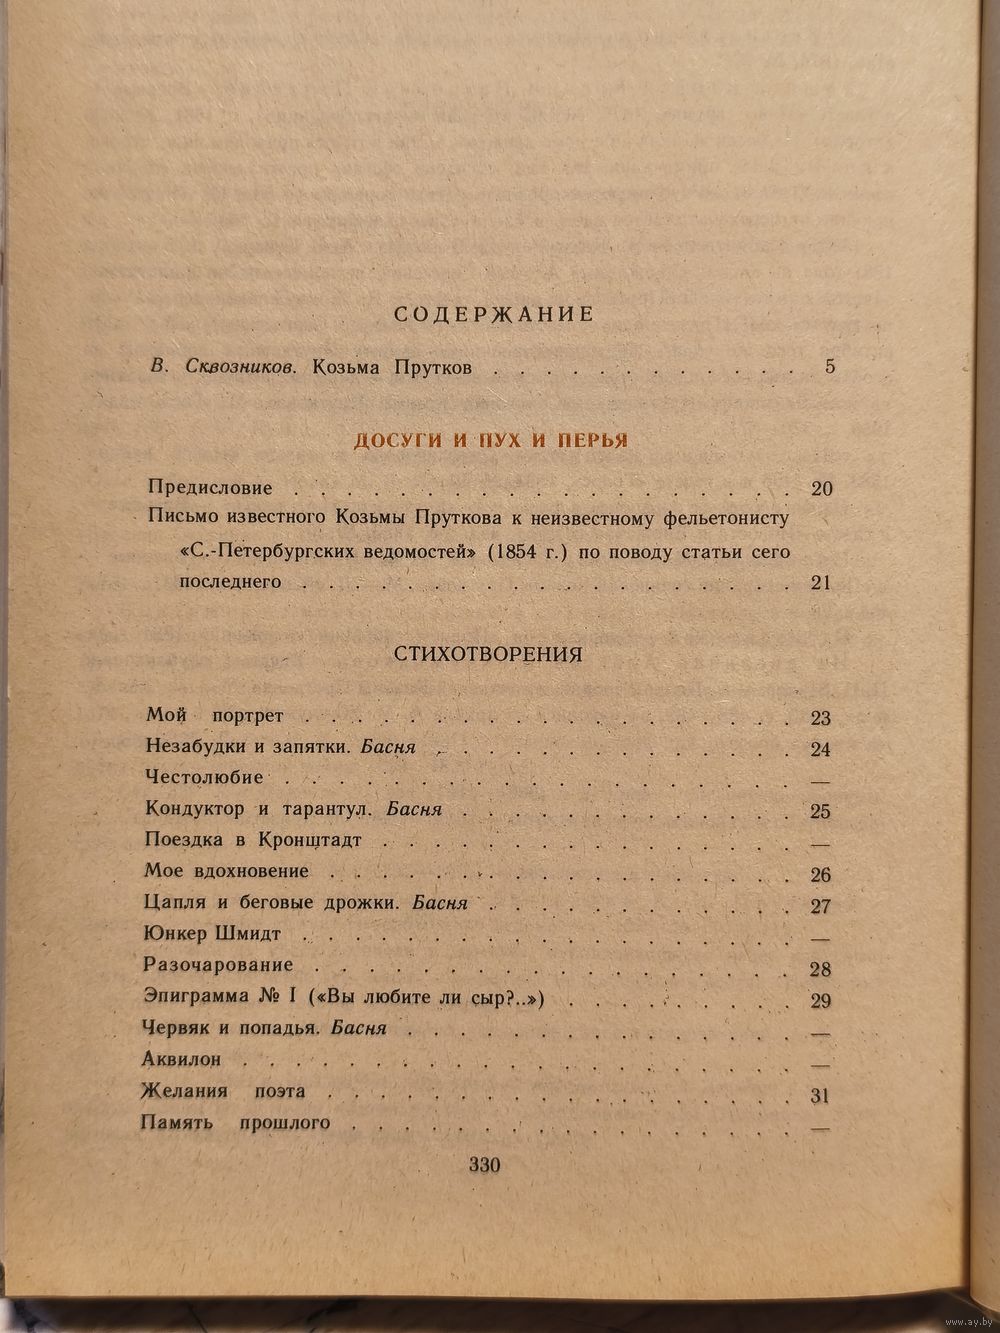 СОДЕРЖАНИЕ
В. Сквозников. Козьма Прутков . . . . . . . . . . . . 5
ДОСУГИ И ПУХ И ПЕРЬЯ
Предисловие . . . . . . . . . . . . . . . . . . . 20
Письмо известного Козьмы Пруткова к неизвестному фельетонисту
«С.-Петербургских ведомостей» (1854 г.) по поводу статьи сего
последнего . . . . . . . . . . . . . . . . . . . 21
СТИХОТВОРЕНИЯ
Мой портрет . . . . . . . . . . . . . . . . . . . 23
Незабудки и запятки. Басня . . . . . . . . . . . . . . 24
Честолюбие . . . . . . . . . . . . . . . . . . . . —
Кондуктор и тарантул. Басня . . . . . . . . . . . . . 25
Поездка в Кронштадт . . . . . . . . . . . . . . . . —
Мое вдохновение . . . . . . . . . . . . . . . . . . 26
Цапля и беговые дрожки. Басня . . . . . . . . . . . . 27
Юнкер Шмидт . . . . . . . . . . . . . . . . . . . —
Разочарование . . . . . . . . . . . . . . . . . . . 28
Эпиграмма № I («Вы любите ли сыр?..») . . . . . . . . . 29
Червяк и попадья. Басня . . . . . . . . . . . . . . . —
Аквилон . . . . . . . . . . . . . . . . . . . . . —
Желания поэта . . . . . . . . . . . . . . . . . . 31
Память прошлого . . . . . . . . . . . . . . . . . —
330
www.ay.by